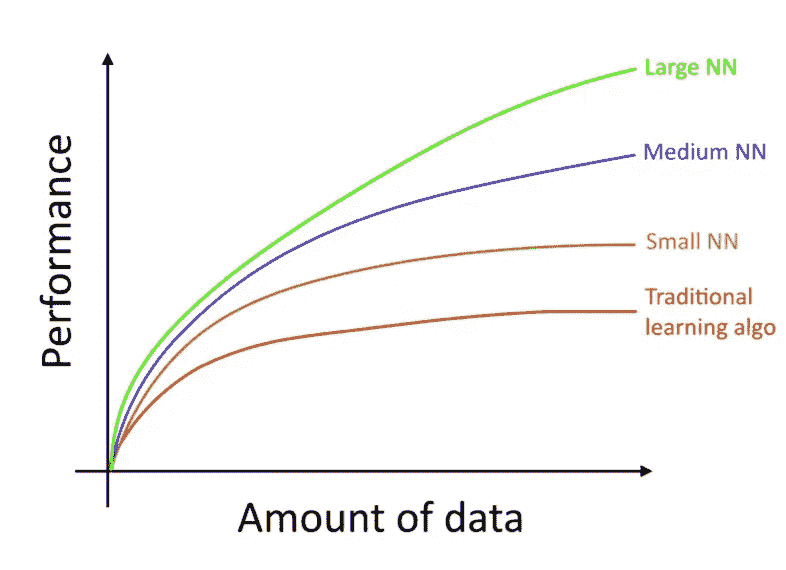 Large NN
Medium NN
Small NN
Traditional
learning algo
Performance
Amount of data